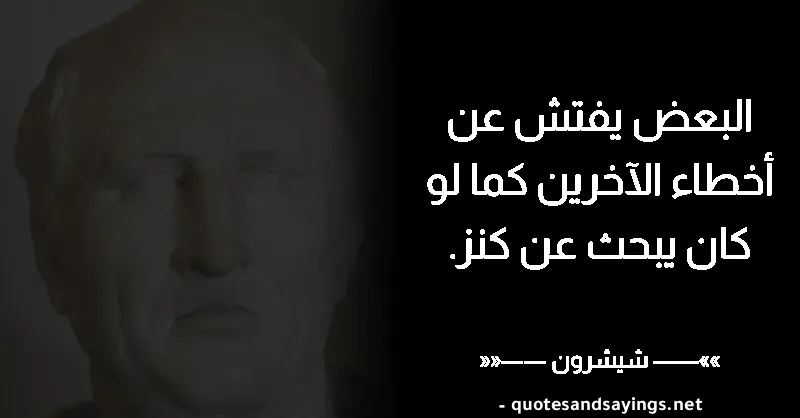 البعض يفتش عن
أخطاء الآخرين كما لو
كان يبحث عن كنز.
»»—— شيشرون ——««
- quotesandsayings.net